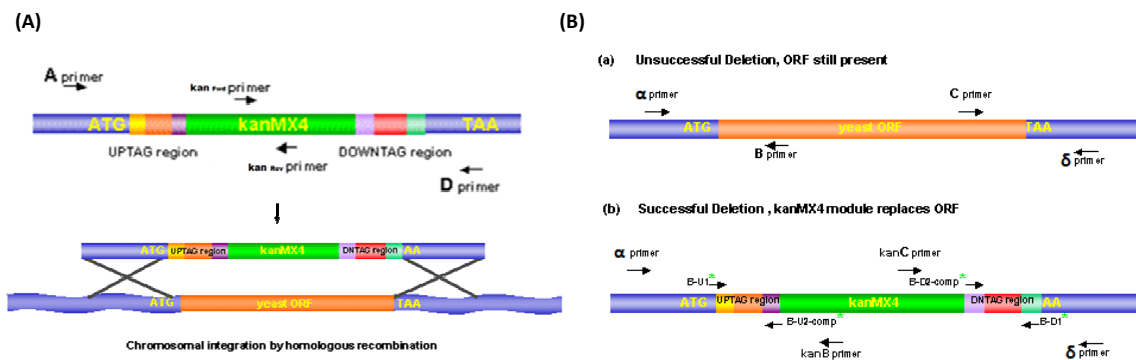 (A)
A primer
kan Fwd primer
ATG kanMX4 TAA
UPTAG region DOWNTAG region
kan Rev primer
D primer
ATG UPTAG region kanMX4 DNTAG region AA
ATG yeast ORF TAA
Chromosomal integration by homologous recombination
(B)
(a) Unsuccessful Deletion, ORF still present
α primer C primer
ATG yeast ORF TAA
B primer δ primer
(b) Successful Deletion , kanMX4 module replaces ORF
α primer kanC primer
B-U1* B-D2-comp*
ATG UPTAG region kanMX4 DNTAG region AA
B-U2-comp* B-D1*
kanB primer δ primer